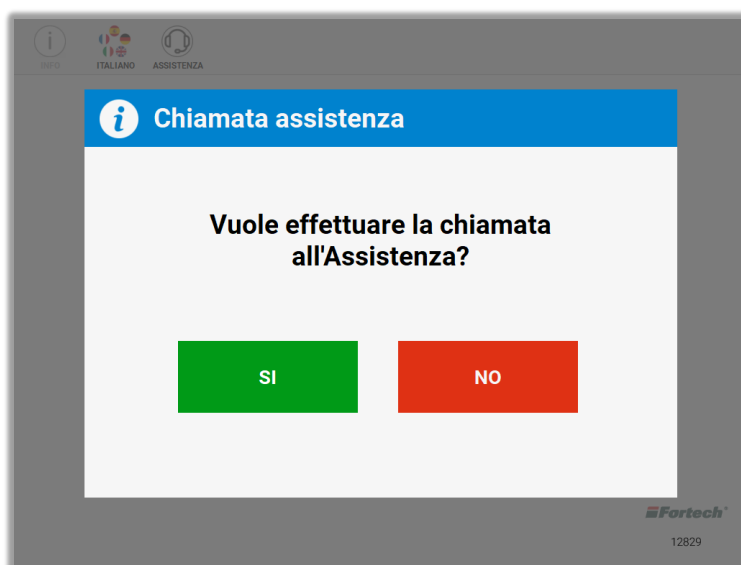 INFO
ITALIANO
ASSISTENZA
Chiamata assistenza
Vuole effettuare la chiamata
all'Assistenza?
SI
NO
Fortech
12829